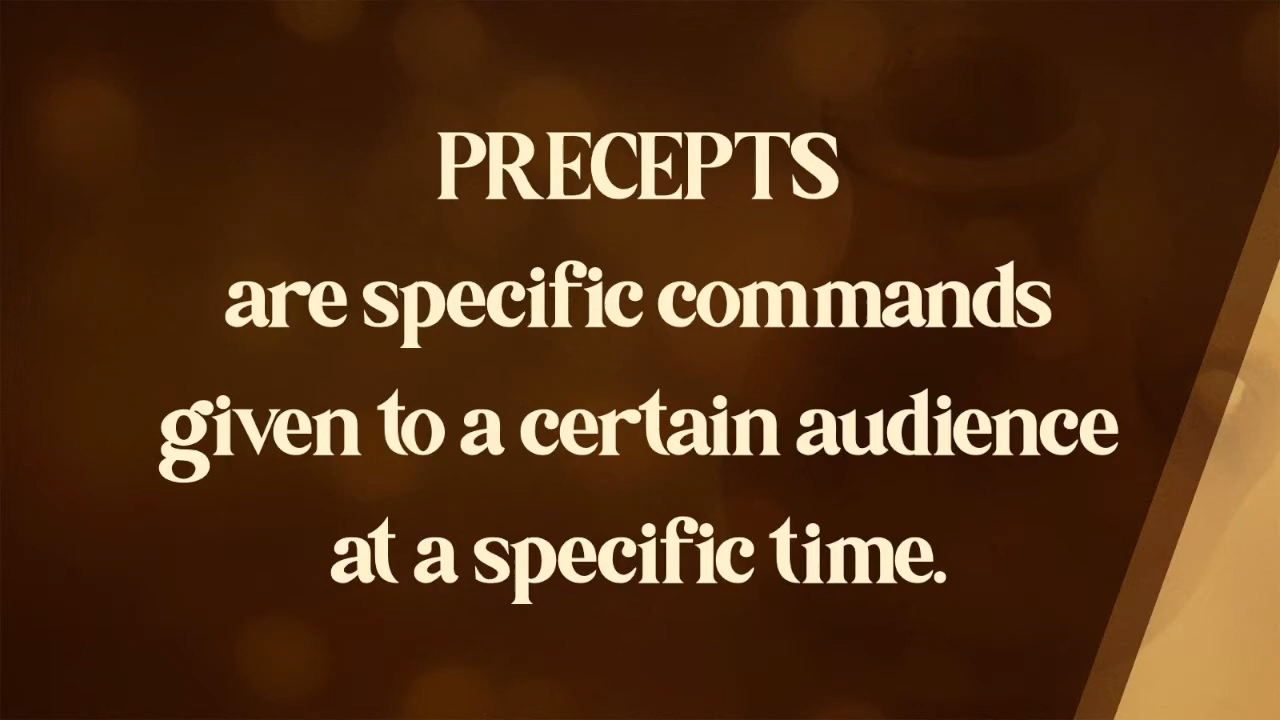 PRECEPTS
are specific commands
given to a certain audience
at a specific time.